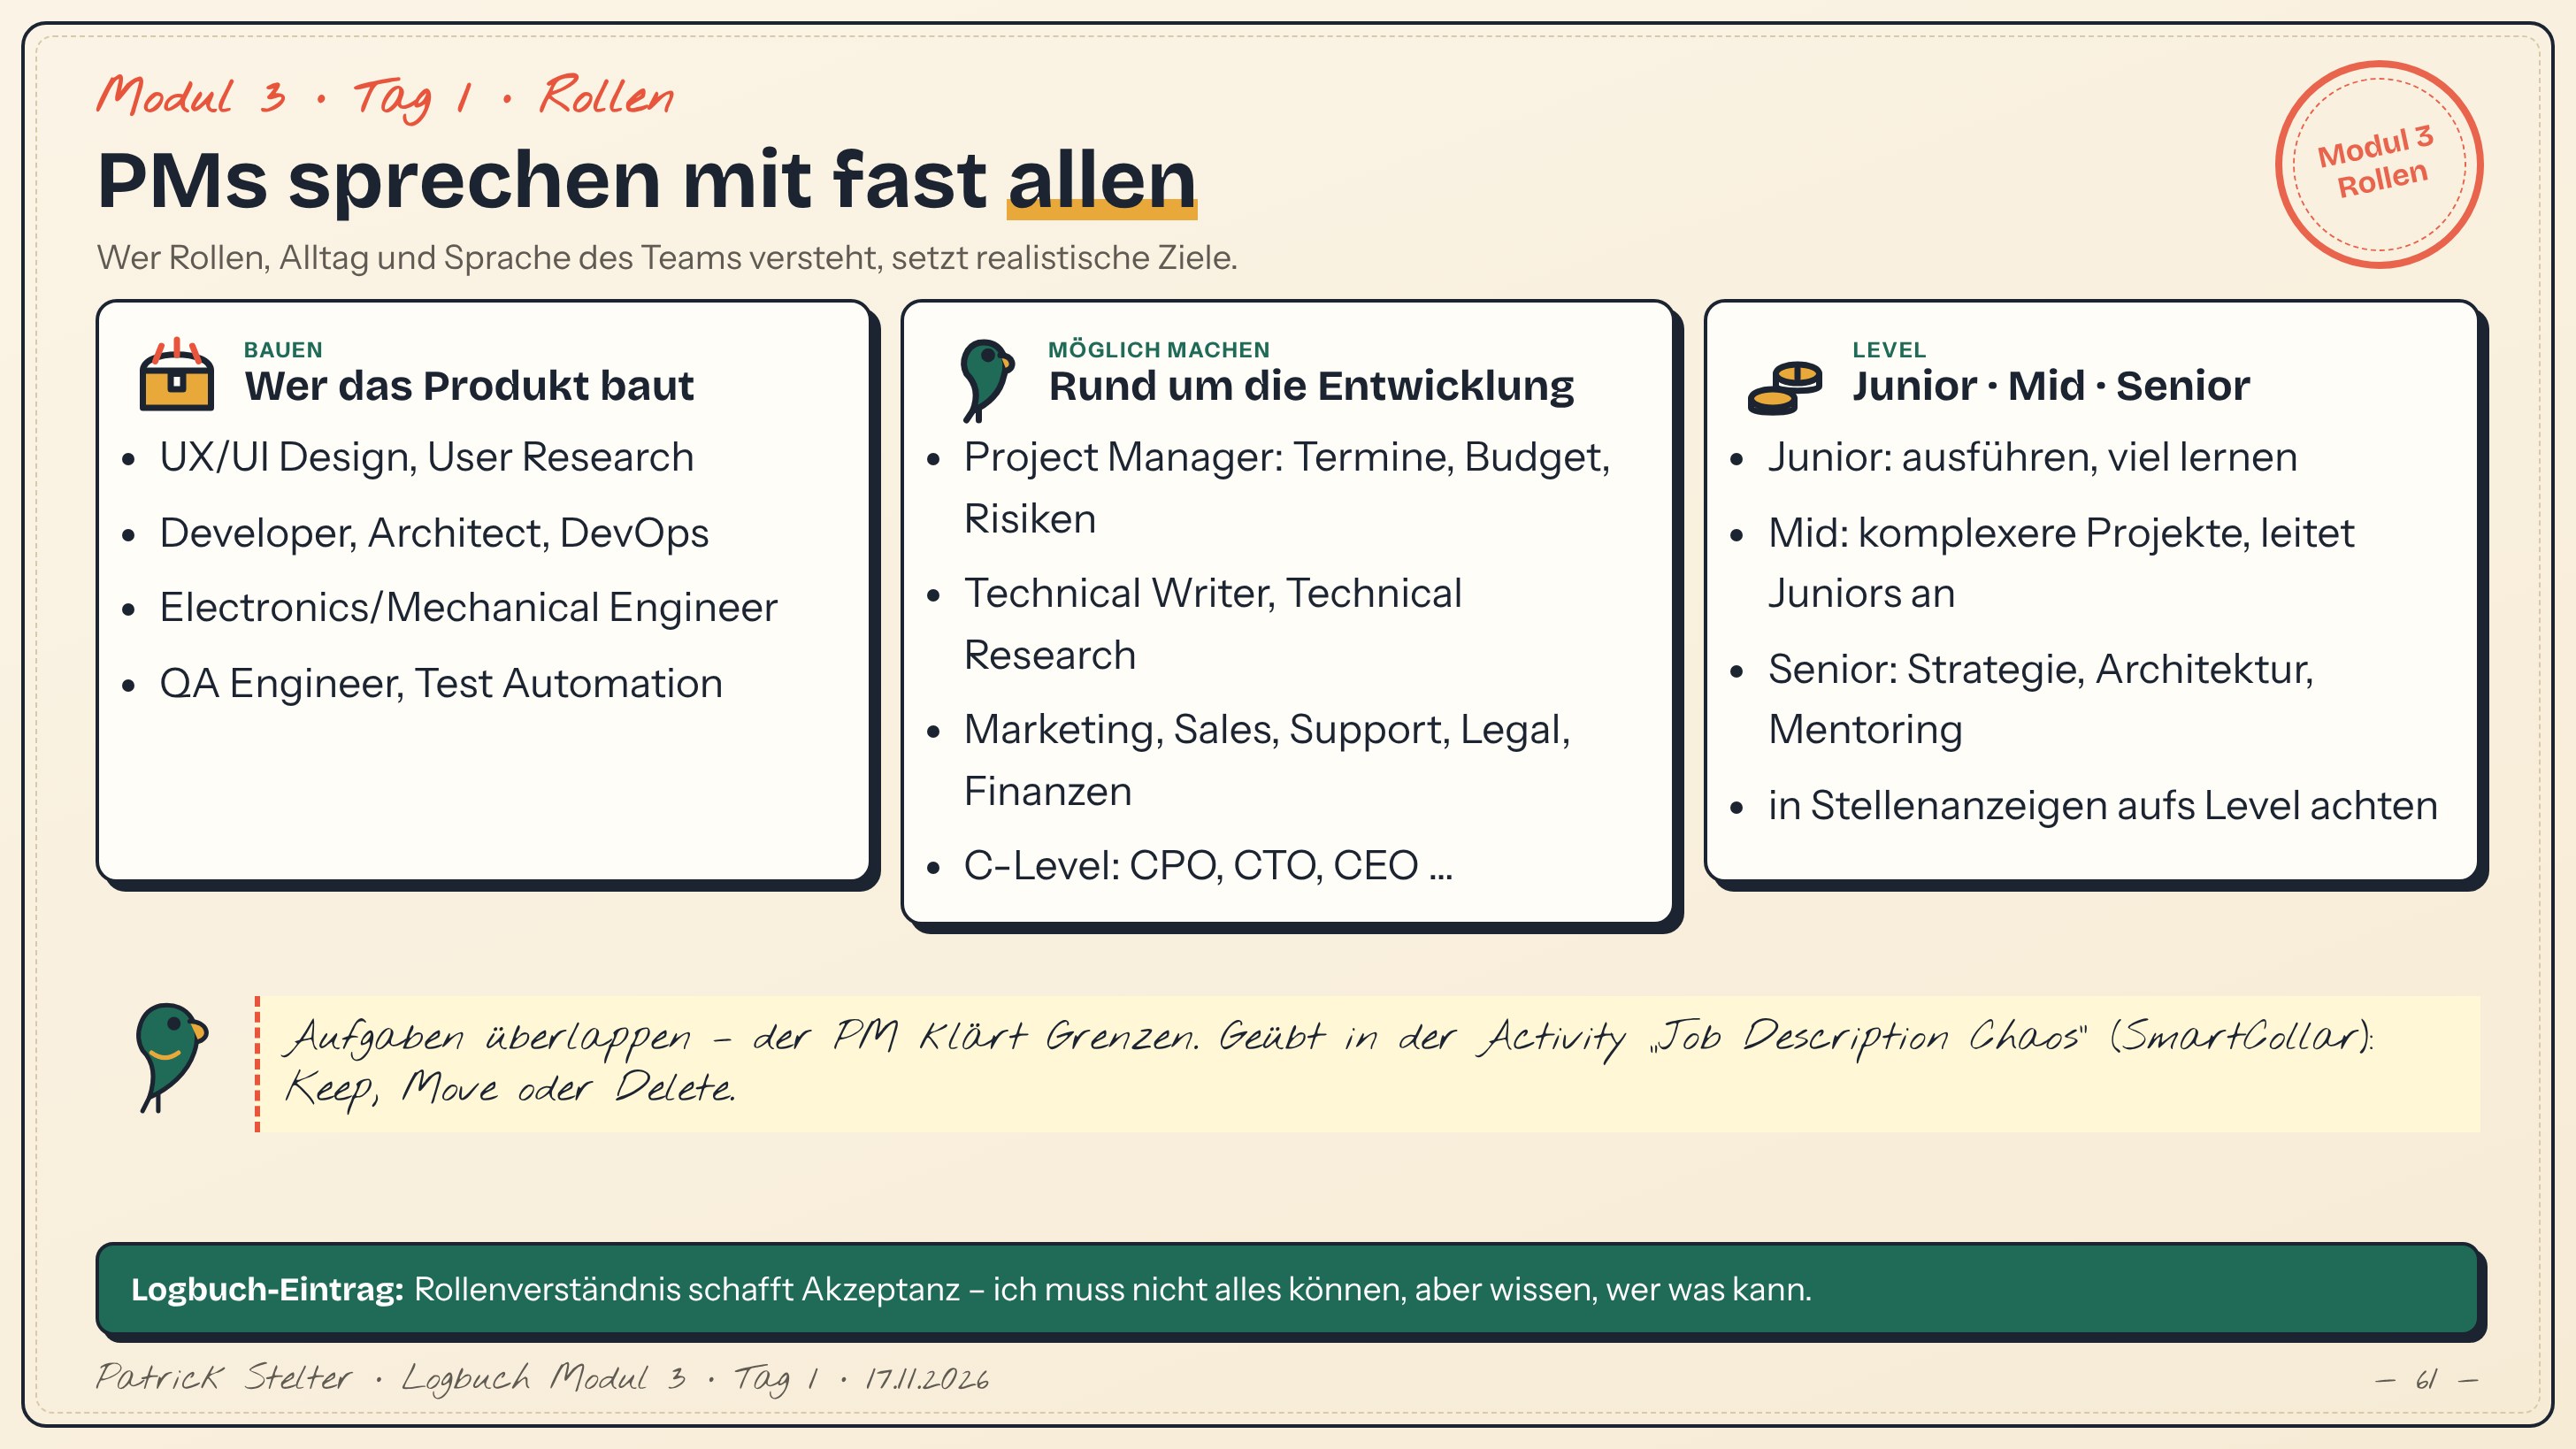 Modul 3 · Tag 1 · Rollen
PMs sprechen mit fast allen
Wer Rollen, Alltag und Sprache des Teams versteht, setzt realistische Ziele.
Modul 3
Rollen
BAUEN
Wer das Produkt baut
• UX/UI Design, User Research
• Developer, Architect, DevOps
• Electronics/Mechanical Engineer
• QA Engineer, Test Automation
MÖGLICH MACHEN
Rund um die Entwicklung
• Project Manager: Termine, Budget,
Risiken
• Technical Writer, Technical
Research
• Marketing, Sales, Support, Legal,
Finanzen
• C-Level: CPO, CTO, CEO ...
LEVEL
Junior · Mid · Senior
• Junior: ausführen, viel lernen
• Mid: komplexere Projekte, leitet
Juniors an
• Senior: Strategie, Architektur,
Mentoring
• in Stellenanzeigen aufs Level achten
Aufgaben überlappen – der PM klärt Grenzen. Geübt in der Activity „Job Description Chaos" (SmartCollar):
Keep, Move oder Delete.
Logbuch-Eintrag: Rollenverständnis schafft Akzeptanz – ich muss nicht alles können, aber wissen, wer was kann.
Patrick Stelter · Logbuch Modul 3 · Tag 1 · 17.11.2026
– 61 –